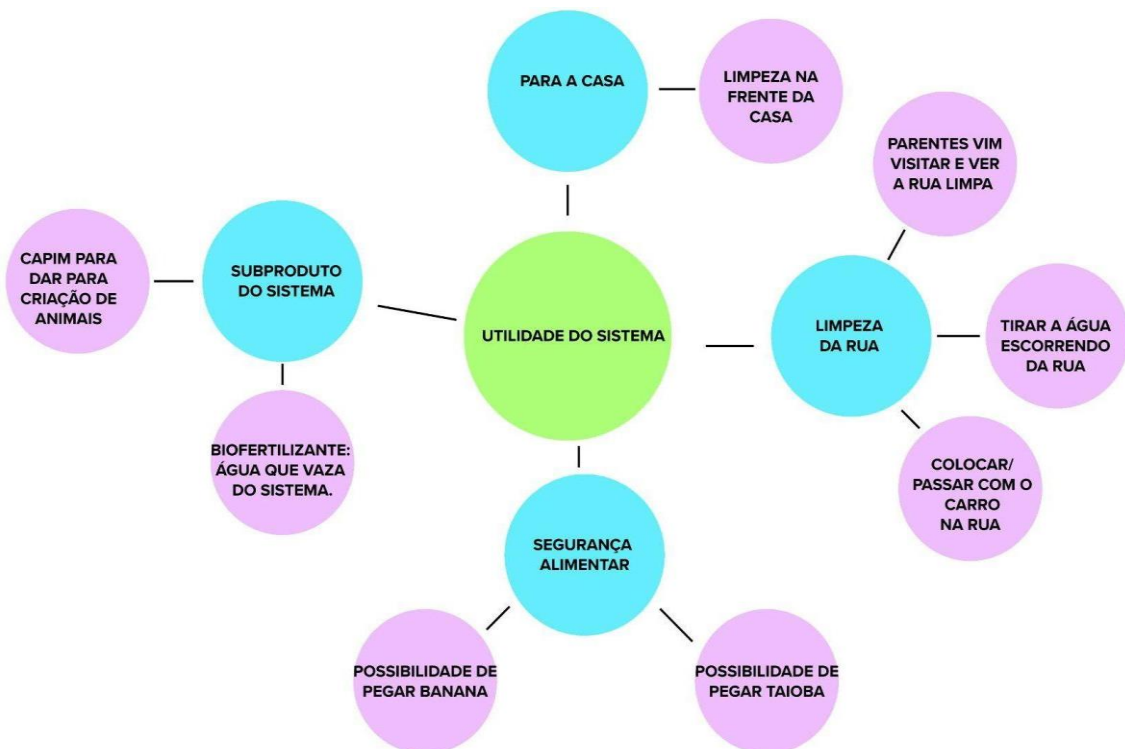 PARA A CASA
LIMPEZA NA
FRENTE DA
CASA
PARENTES VIM
VISITAR E VER
A RUA LIMPA
CAPIM PARA
DAR PARA
CRIAÇÃO DE
ANIMAIS
SUBPRODUTO
DO SISTEMA
UTILIDADE DO SISTEMA
LIMPEZA
DA RUA
TIRAR A ÁGUA
ESCORRENDO
DA RUA
BIOFERTILIZANTE:
ÁGUA QUE VAZA
DO SISTEMA.
COLOCAR/
PASSAR COM O
CARRO
NA RUA
SEGURANÇA
ALIMENTAR
POSSIBILIDADE DE
PEGAR BANANA
POSSIBILIDADE DE
PEGAR TAIOBA